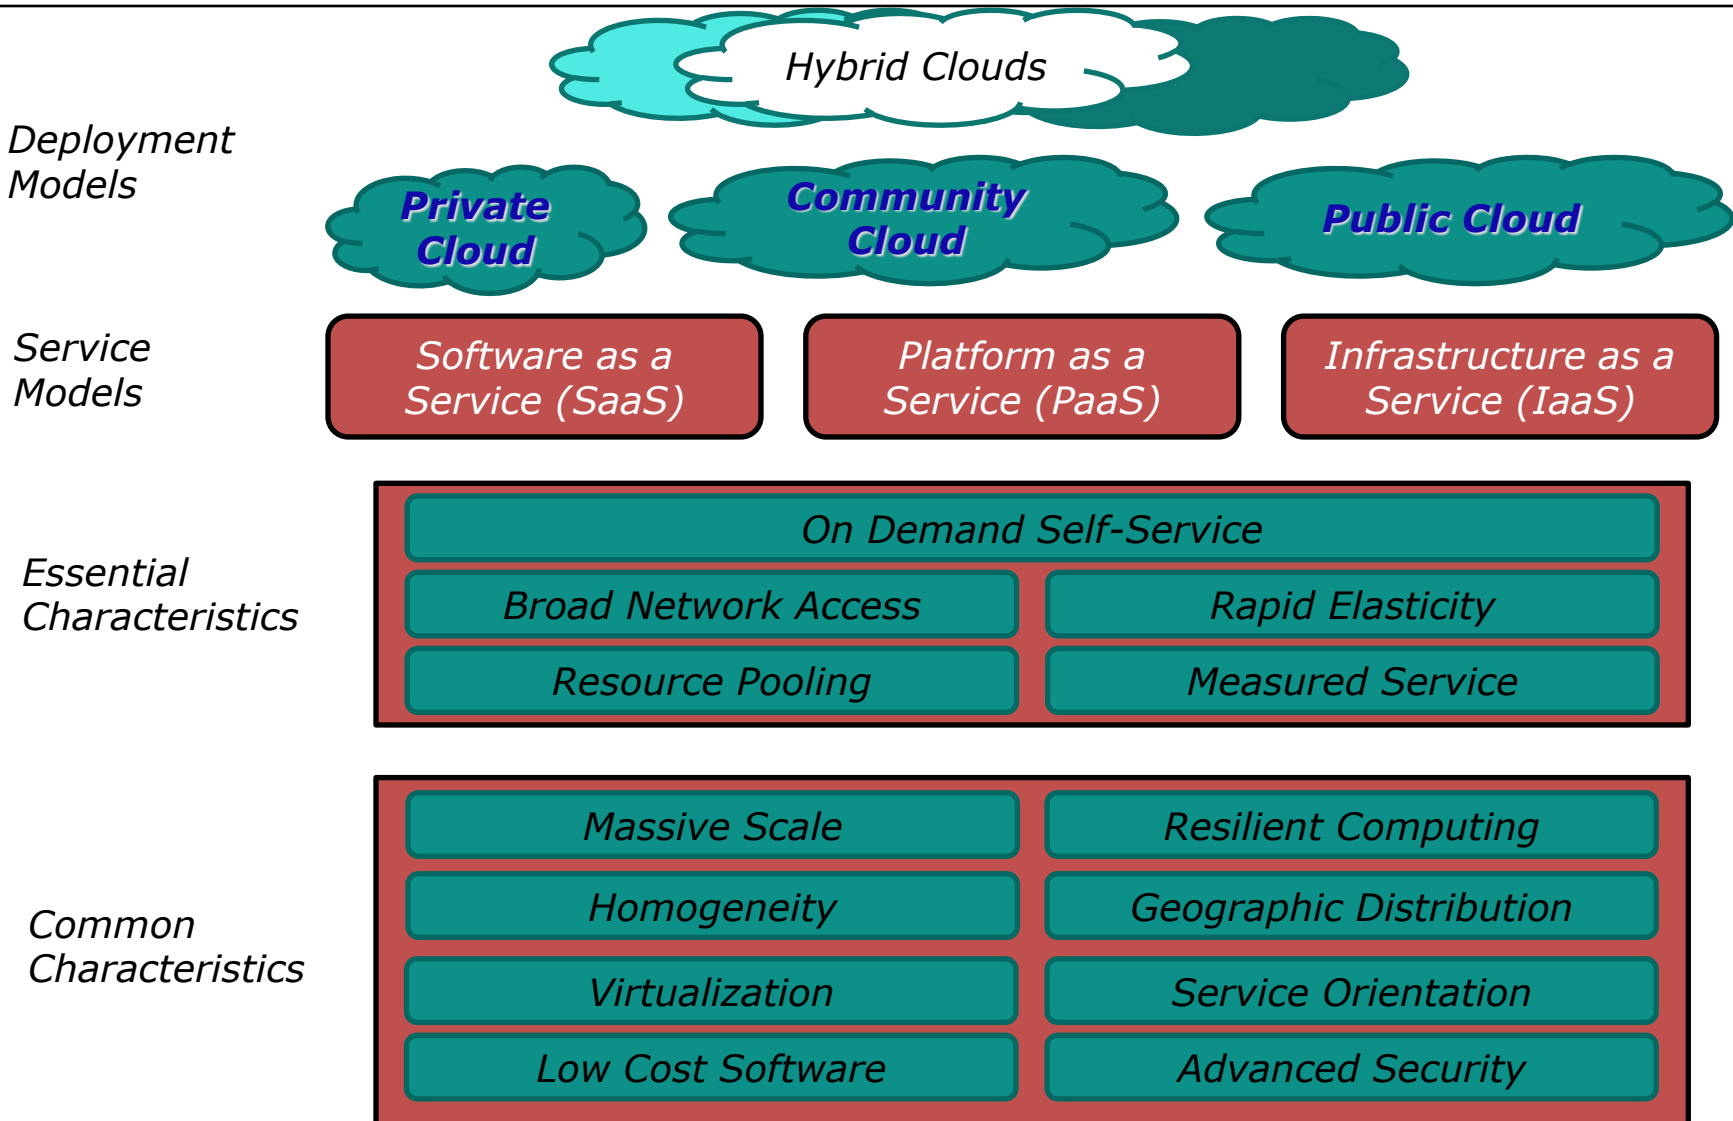 Hybrid Clouds
Deployment
Models
Private
Cloud
Community
Cloud
Public Cloud
Service
Models
Software as a
Service (SaaS)
Platform as a
Service (PaaS)
Infrastructure as a
Service (IaaS)
Essential
Characteristics
On Demand Self-Service
Broad Network Access
Rapid Elasticity
Resource Pooling
Measured Service
Common
Characteristics
Massive Scale
Resilient Computing
Homogeneity
Geographic Distribution
Virtualization
Service Orientation
Low Cost Software
Advanced Security